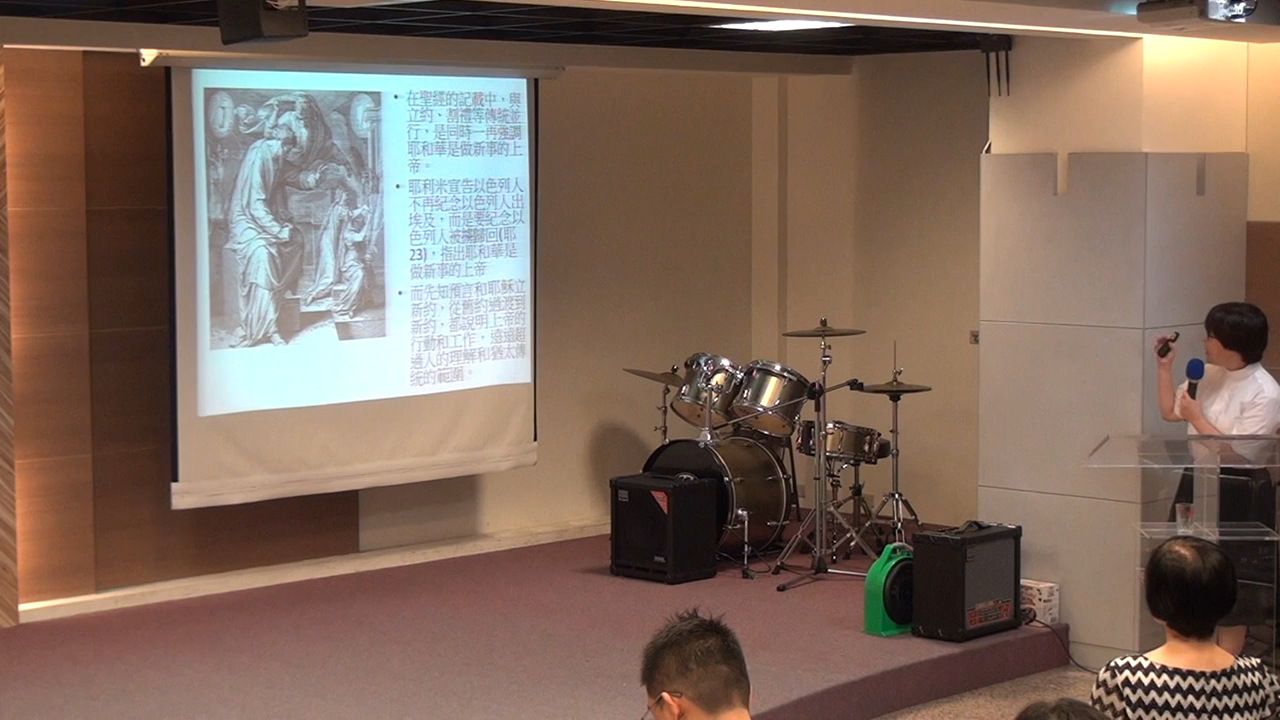 • 在聖經的記載中，與
立約、割禮等傳統並
行，是同時一再強調
耶和華是做新事的上
帝。
• 耶利米宣告以色列人
不再紀念以色列人出
埃及，而是要紀念以
色列人被擄歸回(耶
23)，指出耶和華是
做新事的上帝
• 而先知預言和耶穌立
新約，從舊約過渡到
新約，都說明上帝的
行動和工作，遠遠超
過人的理解和猶太傳
統的範圍。